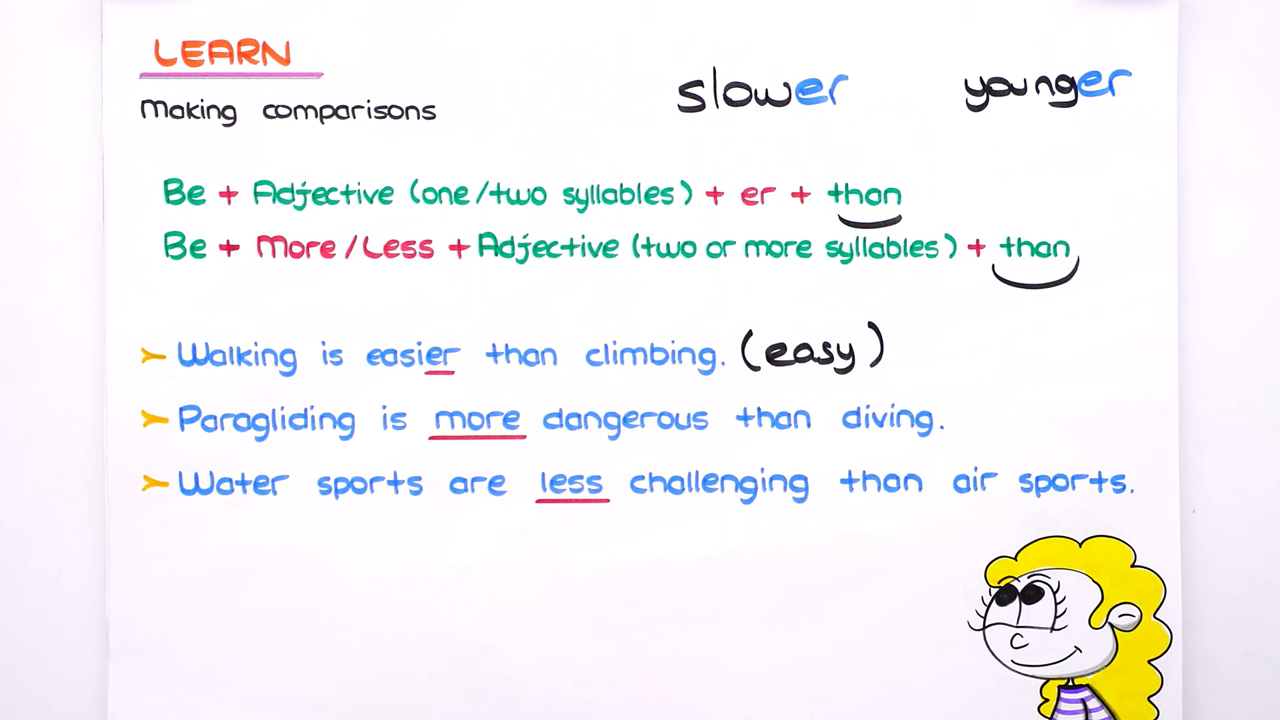 LEARN
Making comparisons
slower
younger
Be + Adjective (one/two syllables) + er + than
Be + More/Less + Adjective (two or more syllables) + than
➤ Walking is easier than climbing. (easy)
➤ Paragliding is more dangerous than diving.
➤ Water sports are less challenging than air sports.